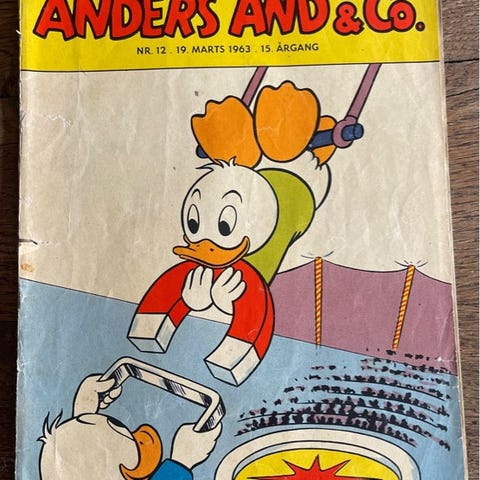 ANDERS AND & Co.
NR. 12 . 19. MARTS 1963 . 15. ÅRGANG